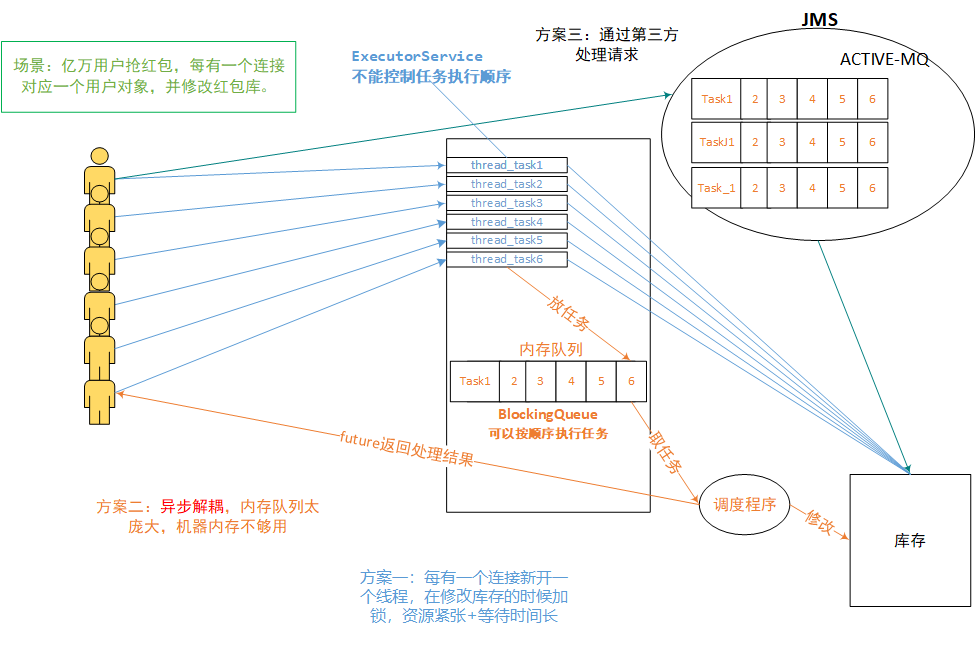 JMS
方案三：通过第三方
处理请求
ACTIVE-MQ
场景：亿万用户抢红包，每有一个连接
对应一个用户对象，并修改红包库。
ExecutorService
不能控制任务执行顺序
Task1 2 3 4 5 6
TaskJ1 2 3 4 5 6
Task_1 2 3 4 5 6
thread_task1
thread_task2
thread_task3
thread_task4
thread_task5
thread_task6
放任务
内存队列
Task1 2 3 4 5 6
BlockingQueue
可以按顺序执行任务
取任务
future返回处理结果
方案二：异步解耦，内存队列太
庞大，机器内存不够用
调度程序
修改
库存
方案一：每有一个连接新开一
个线程，在修改库存的时候加
锁，资源紧张+等待时间长